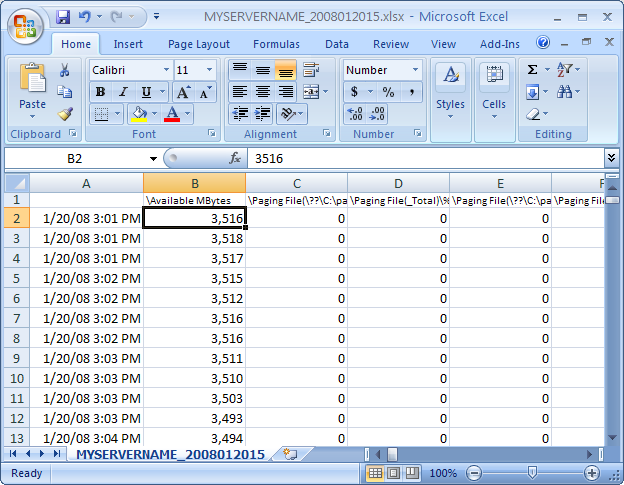 MYSERVERNAME_2008012015.xlsx - Microsoft Excel
Home Insert Page Layout Formulas Data Review View Add-Ins
Paste
Calibri 11
B I U A A
A
Number
$ % ,
.00 .0
Styles Cells
Σ A Z
Clipboard Font Alignment Number Editing
B2 fx 3516
A B C D E F
1 \Available MBytes \Paging File(\??\C:\pa \Paging File(_Total)\% \Paging File(\??\C:\pa \Paging File
2 1/20/08 3:01 PM 3,516 0 0 0
3 1/20/08 3:01 PM 3,518 0 0 0
4 1/20/08 3:01 PM 3,517 0 0 0
5 1/20/08 3:02 PM 3,515 0 0 0
6 1/20/08 3:02 PM 3,512 0 0 0
7 1/20/08 3:02 PM 3,516 0 0 0
8 1/20/08 3:02 PM 3,516 0 0 0
9 1/20/08 3:03 PM 3,511 0 0 0
10 1/20/08 3:03 PM 3,510 0 0 0
11 1/20/08 3:03 PM 3,503 0 0 0
12 1/20/08 3:03 PM 3,493 0 0 0
13 1/20/08 3:04 PM 3,494 0 0 0
MYSERVERNAME_2008012015
Ready 100%